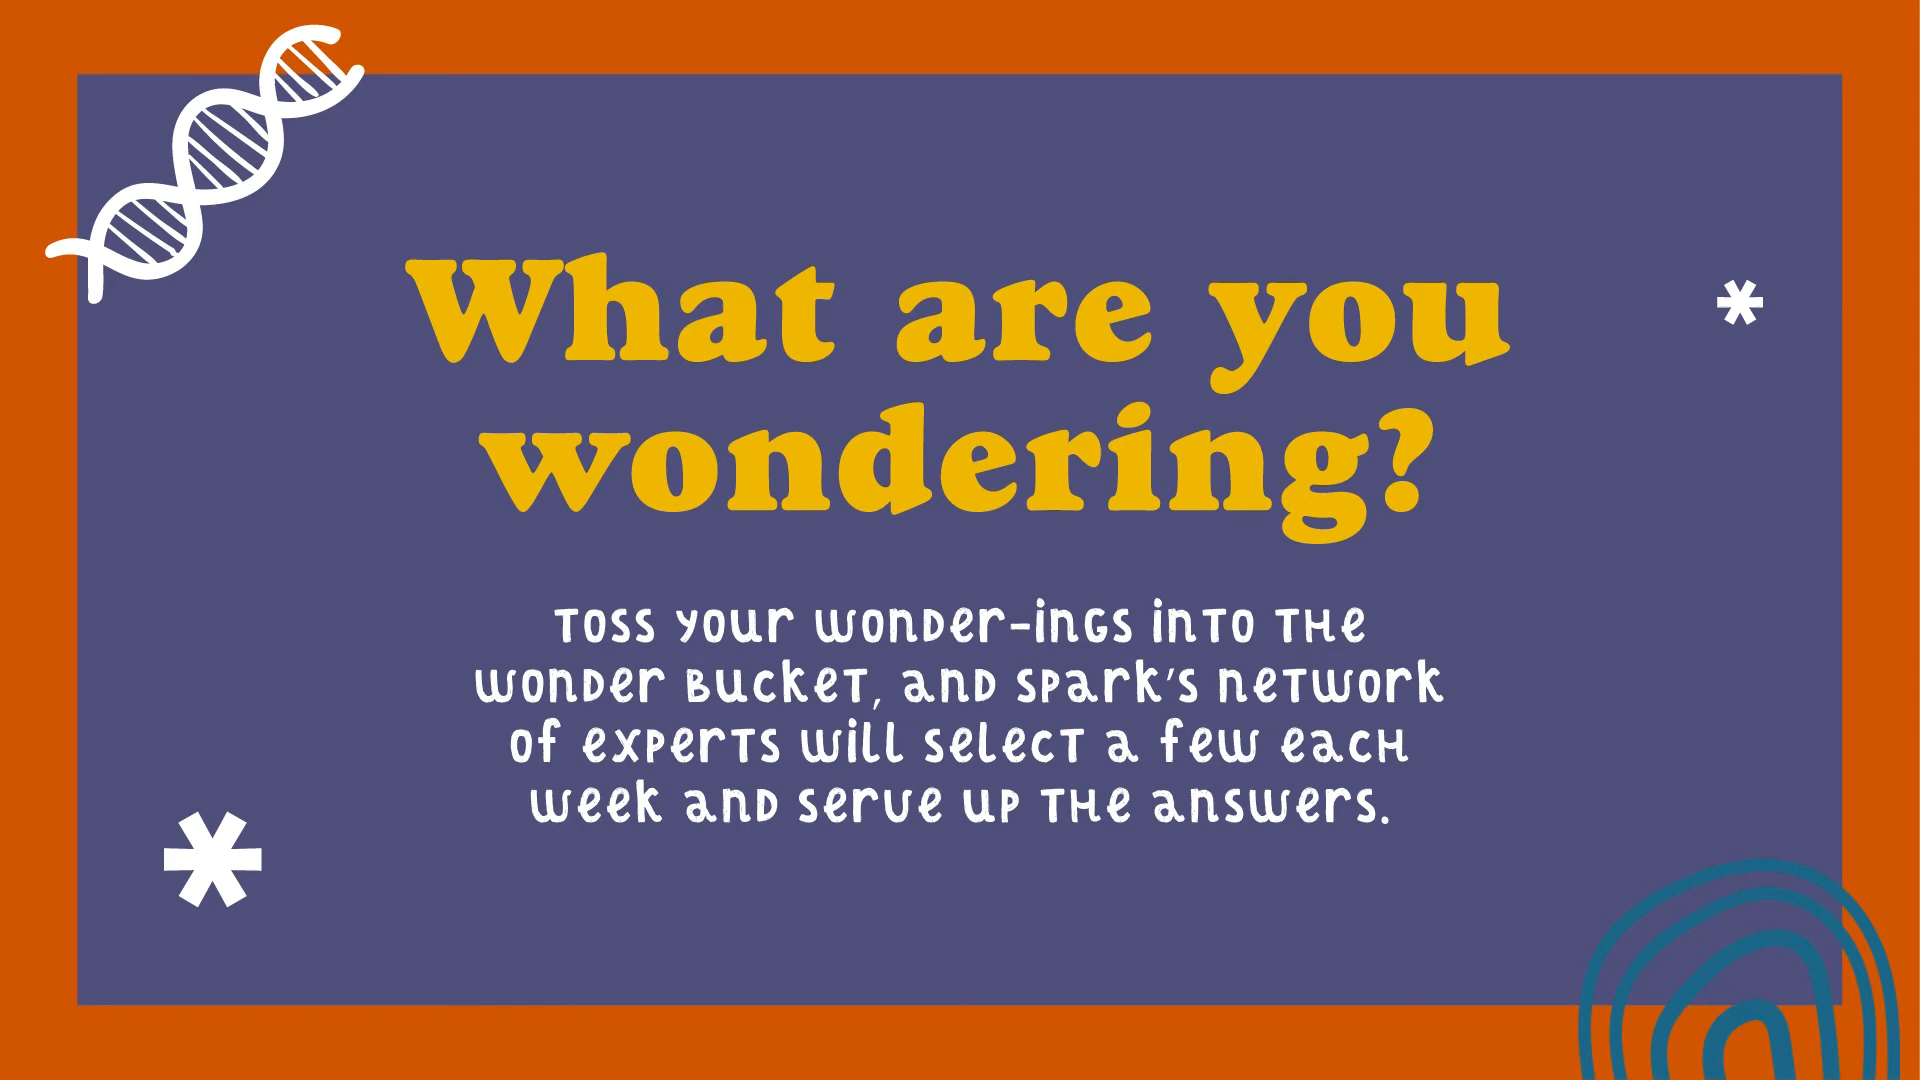 What are you
wondering?
Toss your wonder-ings into the
wonder bucket, and Spark's network
of experts will select a few each
week and serve up the answers.